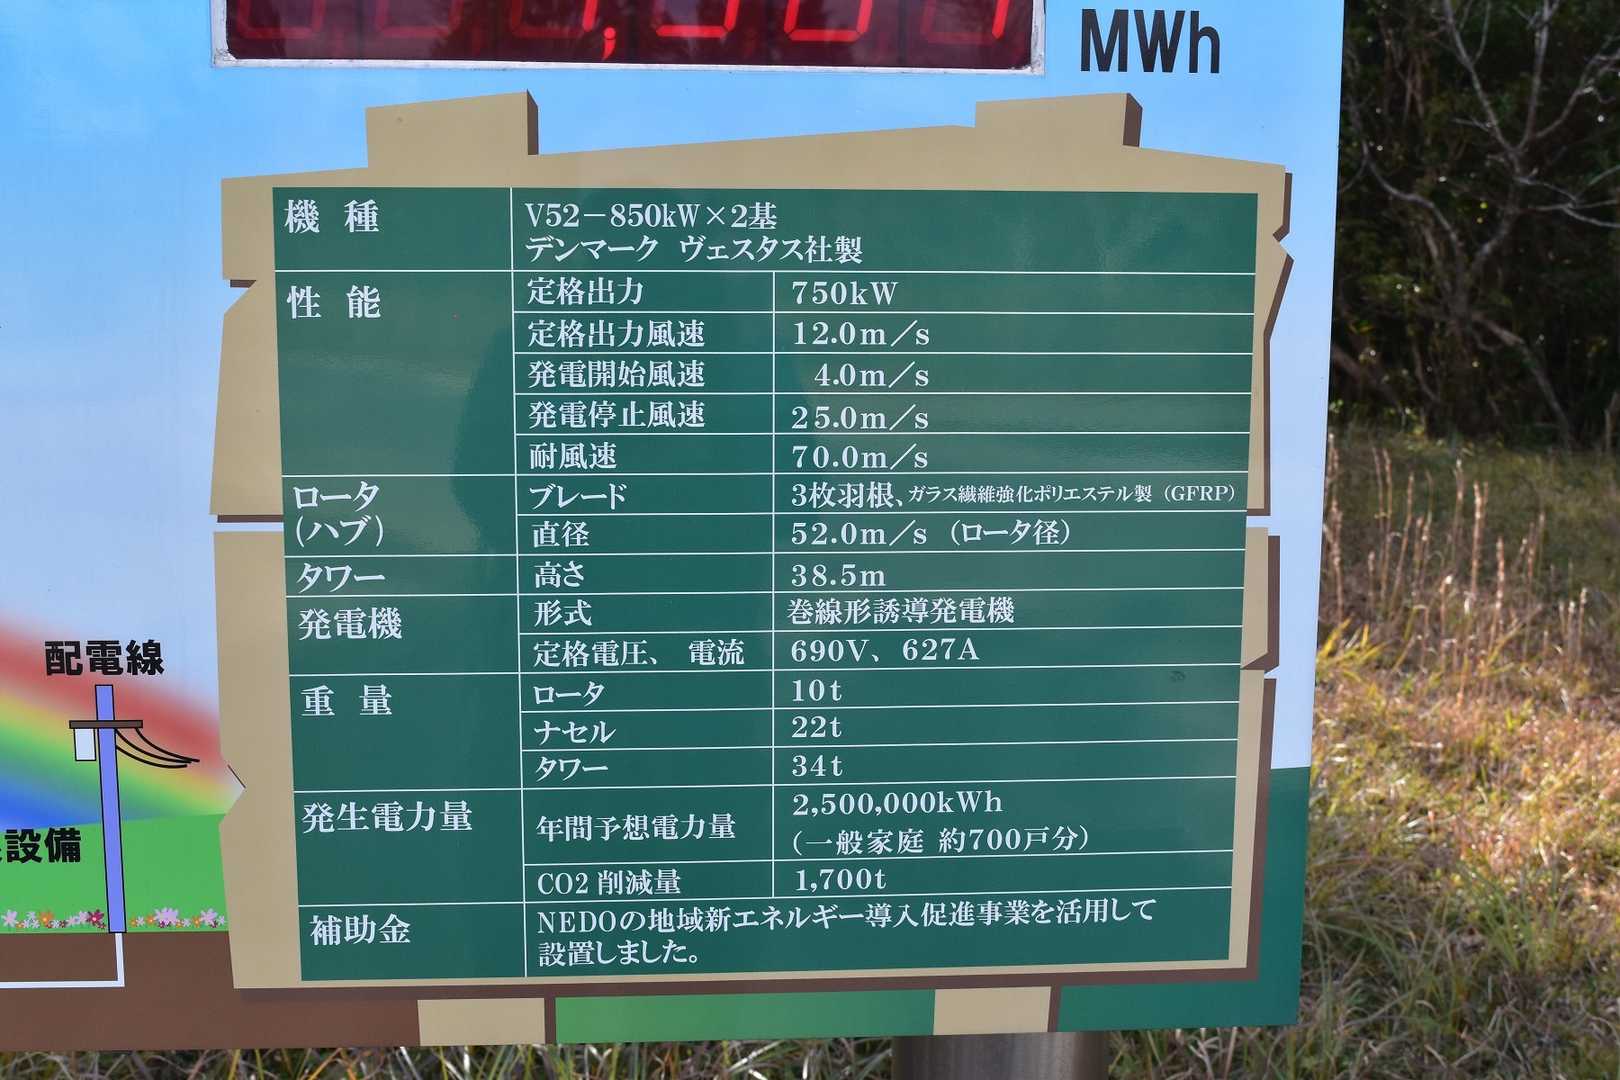 MWh
機 種 V52－850kW×2基
デンマーク ヴェスタス社製
性 能 定格出力 750kW
定格出力風速 12.0m／s
発電開始風速 4.0m／s
発電停止風速 25.0m／s
耐風速 70.0m／s
ロータ
(ハブ)
ブレード 3枚羽根、ガラス繊維強化ポリエステル製（GFRP）
直径 52.0m／s（ロータ径）
タワー 高さ 38.5m
発電機 形式 巻線形誘導発電機
定格電圧、電流 690V、627A
重 量 ロータ 10t
ナセル 22t
タワー 34t
発生電力量 年間予想電力量 2,500,000kWh
（一般家庭 約700戸分）
CO2 削減量 1,700t
補助金 NEDOの地域新エネルギー導入促進事業を活用して
設置しました。
配電線
設備